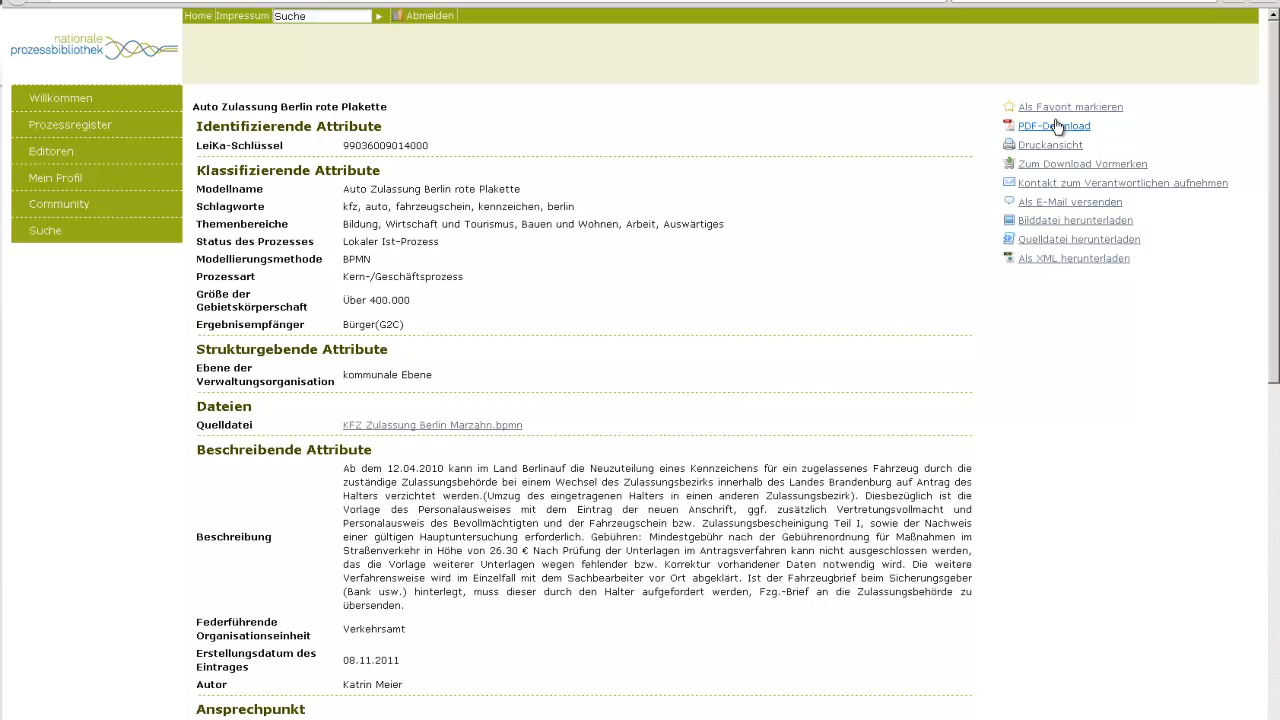 Home Impressum Suche Abmelden
nationale
prozessbibliothek
Willkommen
Prozessregister
Editoren
Mein Profil
Community
Suche
Auto Zulassung Berlin rote Plakette
Identifizierende Attribute
LeiKa-Schlüssel 99036009014000
Klassifizierende Attribute
Modellname Auto Zulassung Berlin rote Plakette
Schlagworte kfz, auto, fahrzeugschein, kennzeichen, berlin
Themenbereiche Bildung, Wirtschaft und Tourismus, Bauen und Wohnen, Arbeit, Auswärtiges
Status des Prozesses Lokaler Ist-Prozess
Modellierungsmethode BPMN
Prozessart Kern-/Geschäftsprozess
Größe der
Gebietskörperschaft Über 400.000
Ergebnisempfänger Bürger(G2C)
Strukturgebende Attribute
Ebene der
Verwaltungsorganisation kommunale Ebene
Dateien
Quelldatei KFZ Zulassung Berlin Marzahn.bpmn
Beschreibende Attribute
Beschreibung
Ab dem 12.04.2010 kann im Land Berlinauf die Neuzuteilung eines Kennzeichens für ein zugelassenes Fahrzeug durch die
zuständige Zulassungsbehörde bei einem Wechsel des Zulassungsbezirks innerhalb des Landes Brandenburg auf Antrag des
Halters verzichtet werden.(Umzug des eingetragenen Halters in einen anderen Zulassungsbezirk). Diesbezüglich ist die
Vorlage des Personalausweises mit dem Eintrag der neuen Anschrift, ggf. zusätzlich Vertretungsvollmacht und
Personalausweis des Bevollmächtigten und der Fahrzeugschein bzw. Zulassungsbescheinigung Teil I, sowie der Nachweis
einer gültigen Hauptuntersuchung erforderlich. Gebühren: Mindestgebühr nach der Gebührenordnung für Maßnahmen im
Straßenverkehr in Höhe von 26.30 € Nach Prüfung der Unterlagen im Antragsverfahren kann nicht ausgeschlossen werden,
das die Vorlage weiterer Unterlagen wegen fehlender bzw. Korrektur vorhandener Daten notwendig wird. Die weitere
Verfahrensweise wird im Einzelfall mit dem Sachbearbeiter vor Ort abgeklärt. Ist der Fahrzeugbrief beim Sicherungsgeber
(Bank usw.) hinterlegt, muss dieser durch den Halter aufgefordert werden, Fzg.-Brief an die Zulassungsbehörde zu
übersenden.
Federführende
Organisationseinheit Verkehrsamt
Erstellungsdatum des
Eintrages 08.11.2011
Autor Katrin Meier
Ansprechpunkt
Als Favorit markieren
PDF-Download
Druckansicht
Zum Download Vormerken
Kontakt zum Verantwortlichen aufnehmen
Als E-Mail versenden
Bilddatei herunterladen
Quelldatei herunterladen
Als XML herunterladen